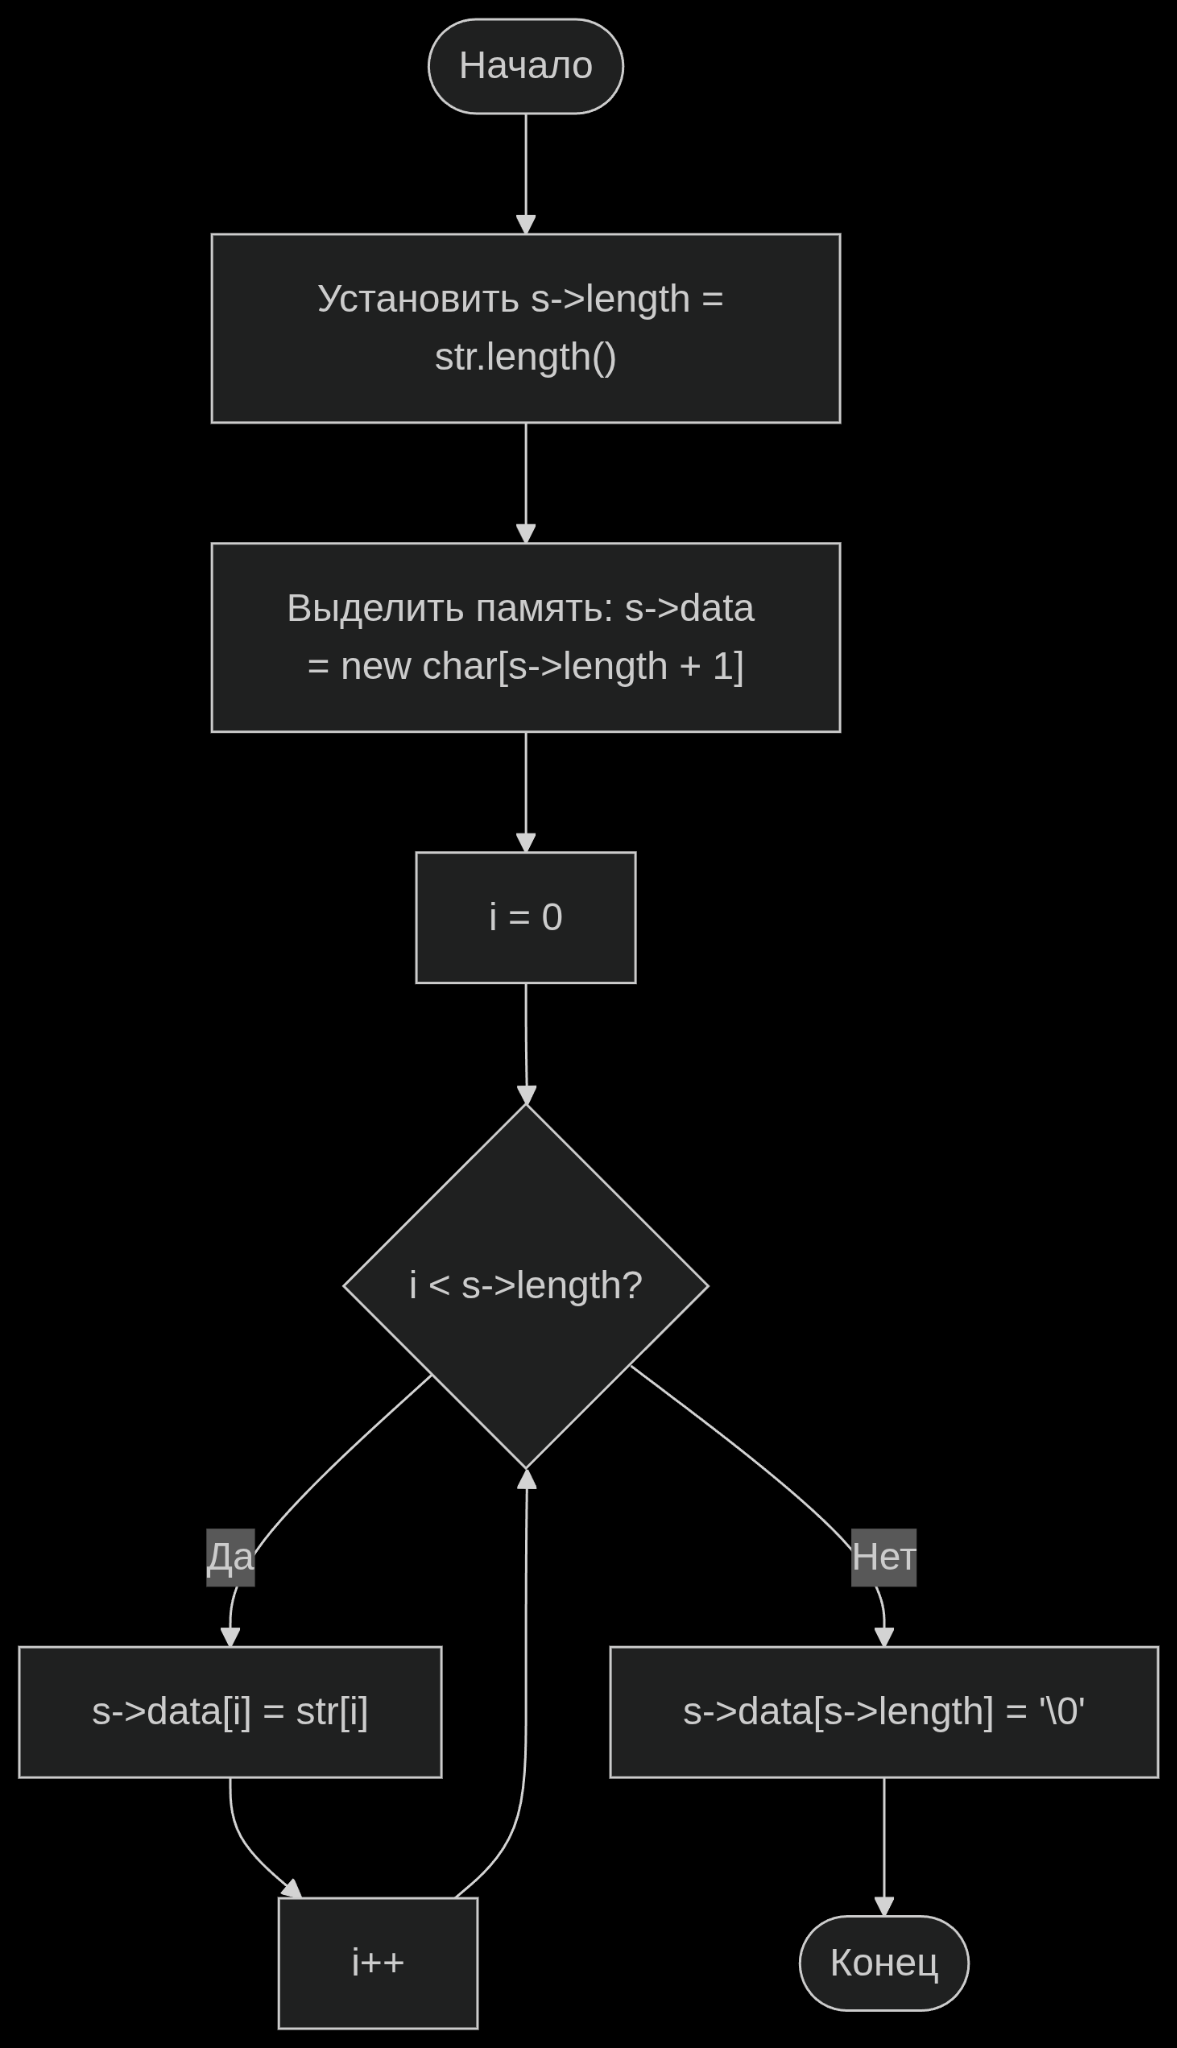 Начало
Установить s->length =
str.length()
Выделить память: s->data
= new char[s->length + 1]
i = 0
i < s->length?
Да
Нет
s->data[i] = str[i]
s->data[s->length] = '\0'
i++
Конец